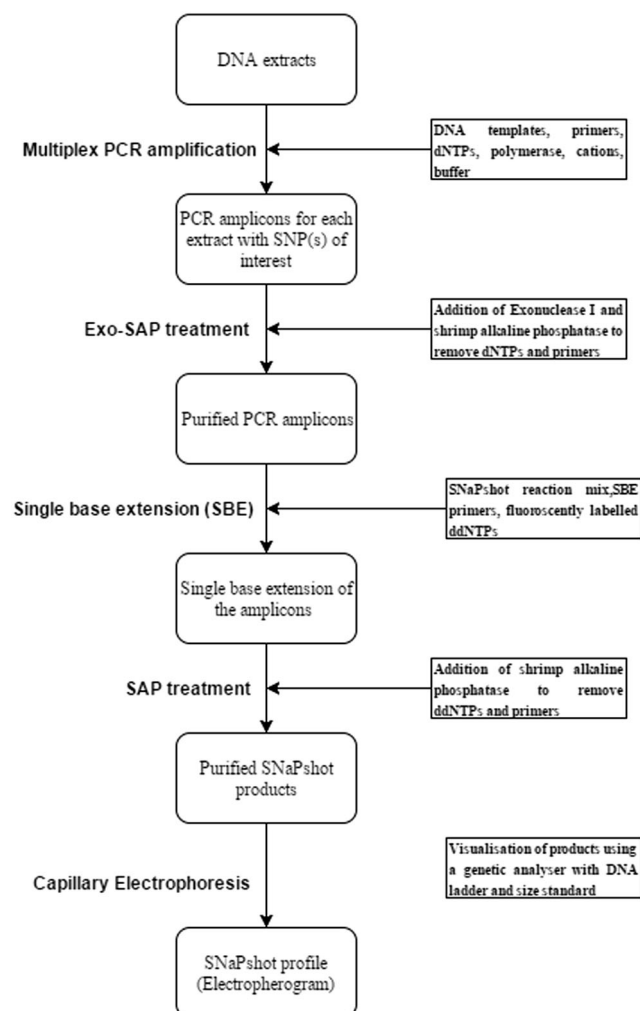 DNA extracts
Multiplex PCR amplification
DNA templates, primers,
dNTPs, polymerase, cations,
buffer
PCR amplicons for each
extract with SNP(s) of
interest
Exo-SAP treatment
Addition of Exonuclease I and
shrimp alkaline phosphatase to
remove dNTPs and primers
Purified PCR amplicons
Single base extension (SBE)
SNaPshot reaction mix,SBE
primers, fluoroscently labelled
ddNTPs
Single base extension of
the amplicons
SAP treatment
Addition of shrimp alkaline
phosphatase to remove
ddNTPs and primers
Purified SNaPshot
products
Capillary Electrophoresis
Visualisation of products using
a genetic analyser with DNA
ladder and size standard
SNaPshot profile
(Electropherogram)